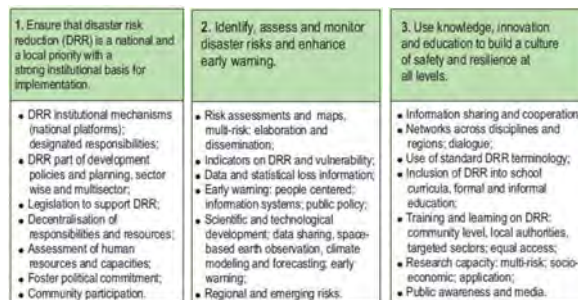 1. Ensure that disaster risk
reduction (DRR) is a national and
a local priority with a
strong institutional basis for
implementation.
• DRR institutional mechanisms
(national platforms);
designated responsibilities;
• DRR part of development
policies and planning, sector
wise and multisector;
• Legislation to support DRR;
• Decentralisation of
responsibilities and resources;
• Assessment of human
resources and capacities;
• Foster political commitment;
• Community participation.
2. Identify, assess and monitor
disaster risks and enhance
early warning.
• Risk assessments and maps,
multi-risk: elaboration and
dissemination;
• Indicators on DRR and vulnerability;
• Data and statistical loss information;
• Early warning: people centered;
information systems; public policy;
• Scientific and technological
development; data sharing, space-
based earth observation, climate
modeling and forecasting; early
warning;
• Regional and emerging risks.
3. Use knowledge, innovation
and education to build a culture
of safety and resilience at
all levels.
• Information sharing and cooperation;
• Networks across disciplines and
regions; dialogue;
• Use of standard DRR terminology;
• Inclusion of DRR into school
curricula, formal and informal
education;
• Training and learning on DRR:
community level, local authorities,
targeted sectors; equal access;
• Research capacity: multi-risk; socio-
economic; application;
• Public awareness and media.